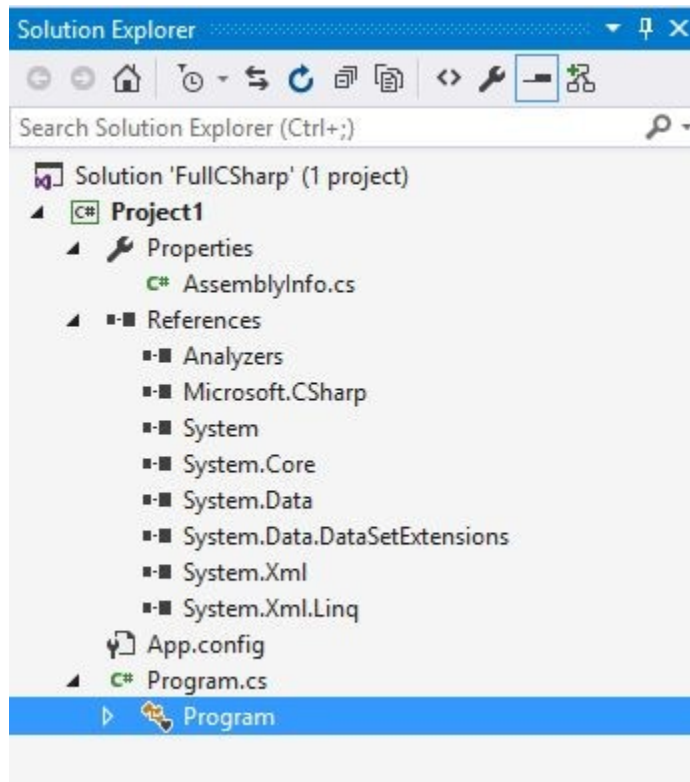 Solution Explorer
Search Solution Explorer (Ctrl+;)
Solution 'FullCSharp' (1 project)
C# Project1
Properties
C# AssemblyInfo.cs
References
Analyzers
Microsoft.CSharp
System
System.Core
System.Data
System.Data.DataSetExtensions
System.Xml
System.Xml.Linq
App.config
C# Program.cs
Program